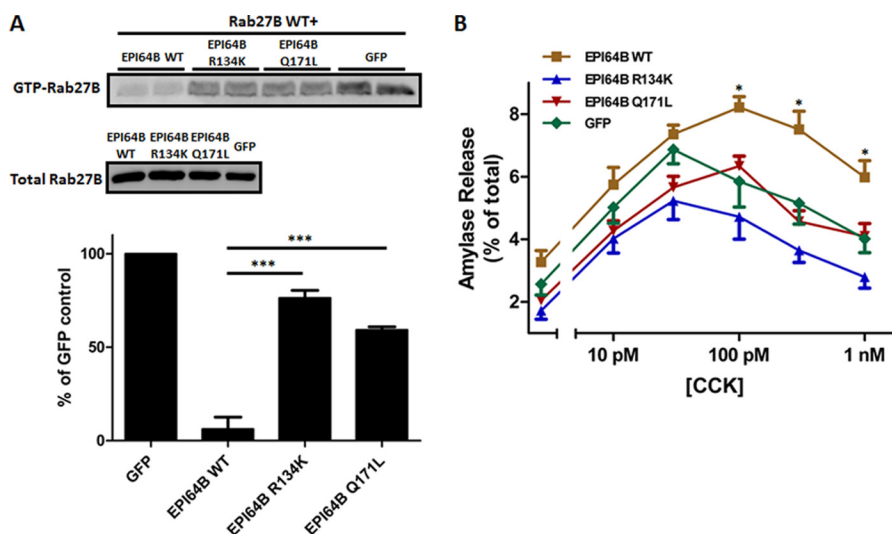 A
Rab27B WT+
EPI64B WT
EPI64B R134K
EPI64B Q171L
GFP
GTP-Rab27B
EPI64B WT
EPI64B R134K
EPI64B Q171L
GFP
Total Rab27B
% of GFP control
100
50
0
***
***
GFP
EPI64B WT
EPI64B R134K
EPI64B Q171L
B
EPI64B WT
EPI64B R134K
EPI64B Q171L
GFP
Amylase Release
(% of total)
8
6
4
2
*
*
*
10 pM
100 pM
1 nM
[CCK]